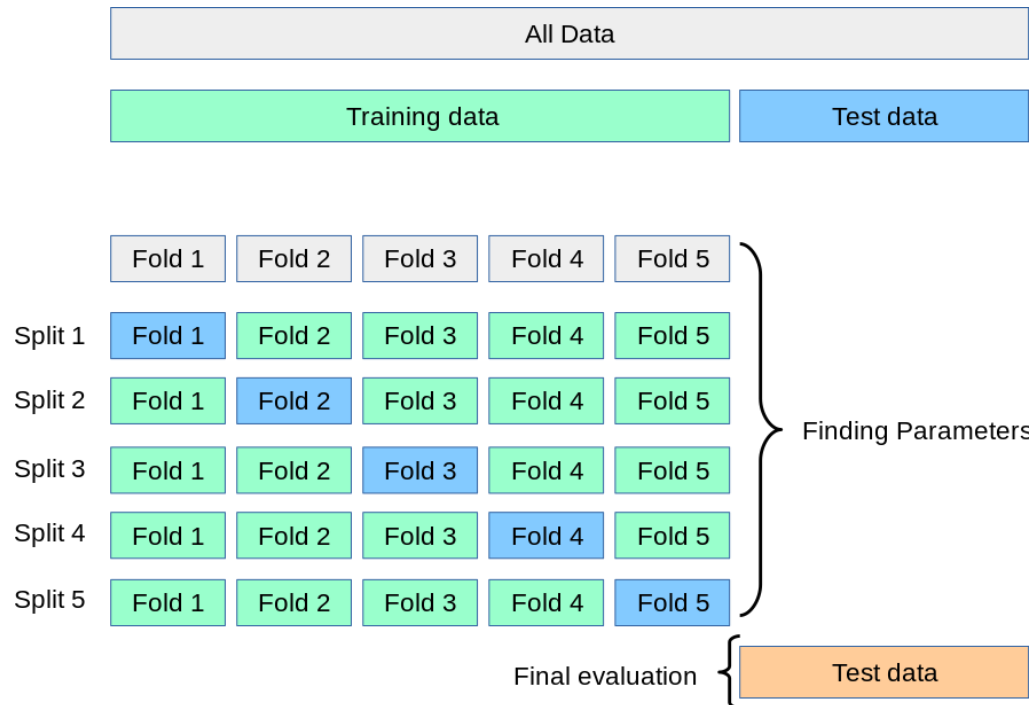 All Data
Training data Test data
Fold 1 Fold 2 Fold 3 Fold 4 Fold 5
Split 1 Fold 1 Fold 2 Fold 3 Fold 4 Fold 5
Split 2 Fold 1 Fold 2 Fold 3 Fold 4 Fold 5
Finding Parameters
Split 3 Fold 1 Fold 2 Fold 3 Fold 4 Fold 5
Split 4 Fold 1 Fold 2 Fold 3 Fold 4 Fold 5
Split 5 Fold 1 Fold 2 Fold 3 Fold 4 Fold 5
Final evaluation Test data